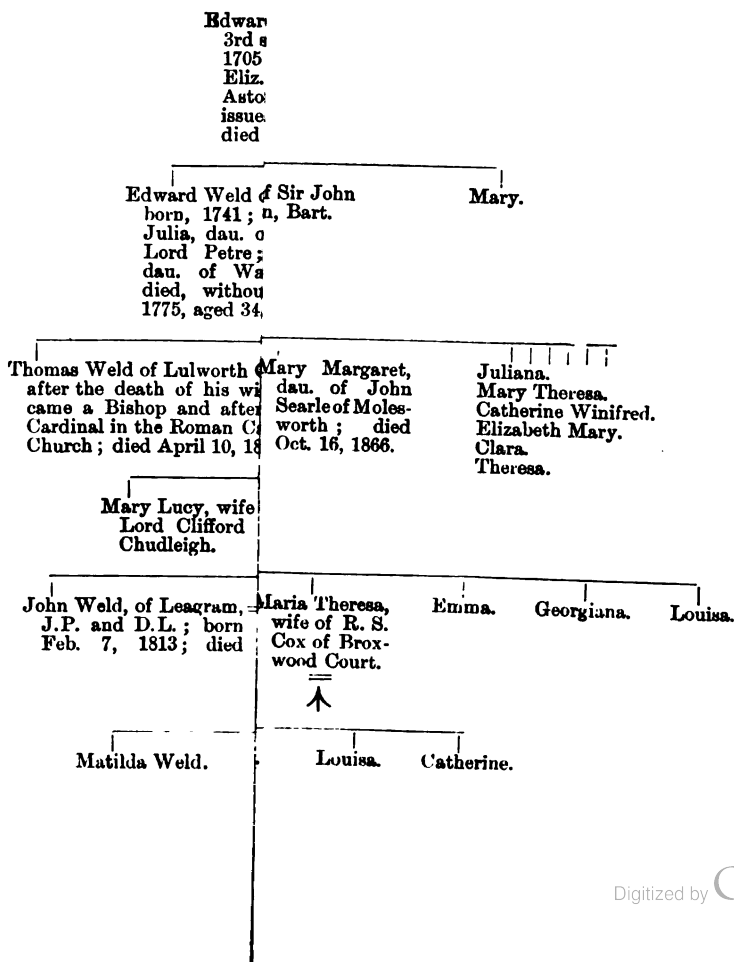 Edwar
3rd s
1705
Eliz.
Asto
issue
died
Edward Weld of Sir John
born, 1741; n, Bart.
Julia, dau. o
Lord Petre;
dau. of Wa
died, withou
1775, aged 34,
Mary.
Thomas Weld of Lulworth
after the death of his wi
came a Bishop and after
Cardinal in the Roman C
Church; died April 10, 18
Mary Margaret,
dau. of John
Searle of Moles-
worth; died
Oct. 16, 1866.
Juliana.
Mary Theresa.
Catherine Winifred.
Elizabeth Mary.
Clara.
Theresa.
Mary Lucy, wife
Lord Clifford
Chudleigh.
John Weld, of Leagram, =
J.P. and D.L.; born
Feb. 7, 1813; died
Maria Theresa,
wife of R. S.
Cox of Brox-
wood Court.
Emma.
Georgiana.
Louisa.
Matilda Weld.
Louisa.
Catherine.
Digitized by